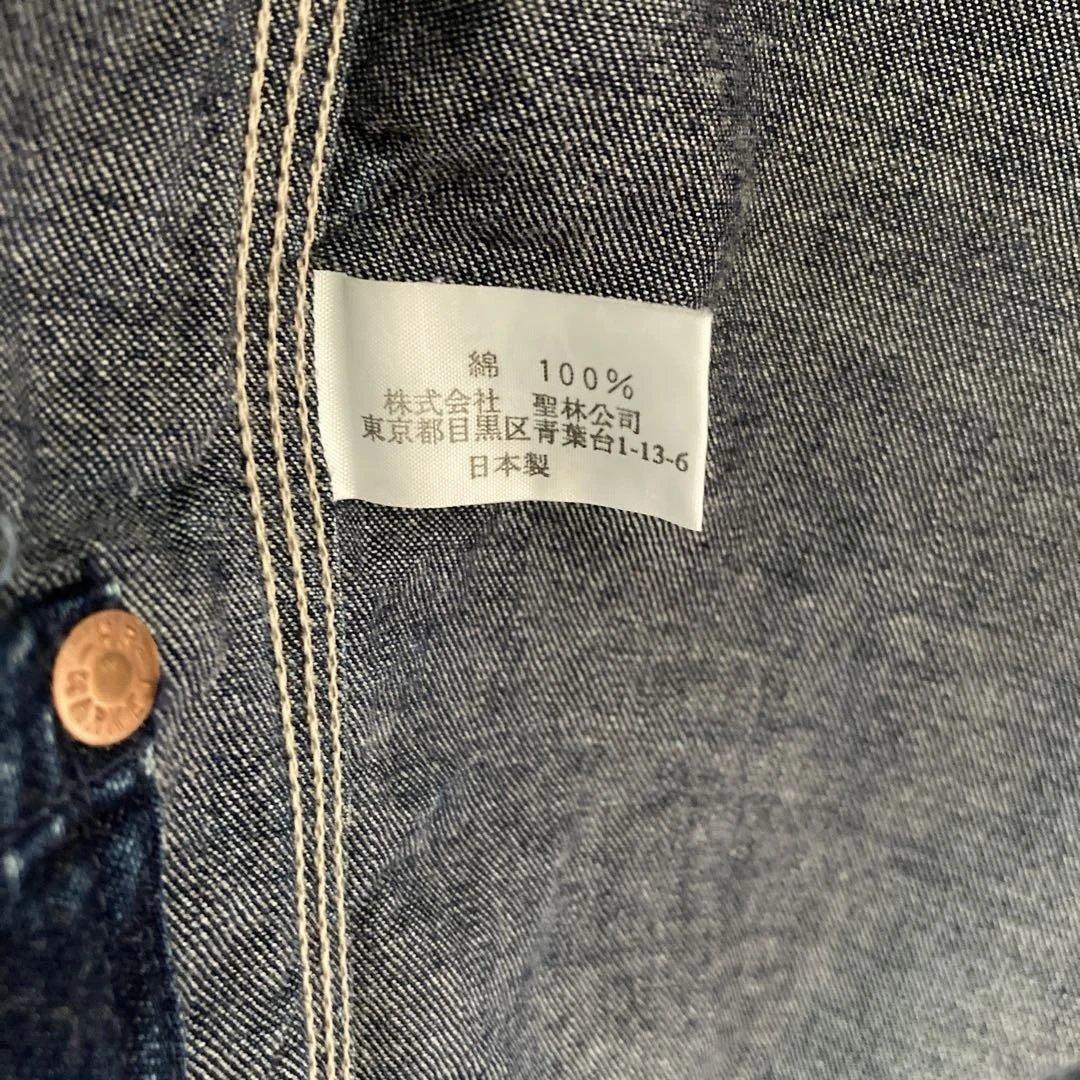 綿 100%
株式会社 聖林公司
東京都目黒区青葉台1-13-6
日本製